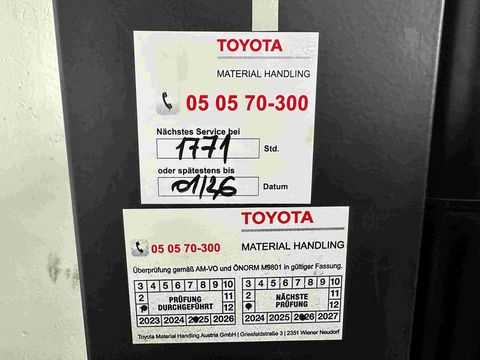 TOYOTA
MATERIAL HANDLING
05 05 70-300
Nächstes Service bei
1771 Std.
oder spätestens bis
01/26 Datum
TOYOTA
05 05 70-300 MATERIAL HANDLING
Überprüfung gemäß AM-VO und ÖNORM M9801 in gültiger Fassung.
3 4 5 6 7 8 9 10 3 4 5 6 7 8 9 10
2 PRÜFUNG 11 2 NÄCHSTE 11
DURCHGEFÜHRT 12 PRÜFUNG 12
2023 2024 2025 2026 2024 2025 2026 2027
Toyota Material Handling Austria GmbH | Griesfeldstraße 3 | 2351 Wiener Neudorf